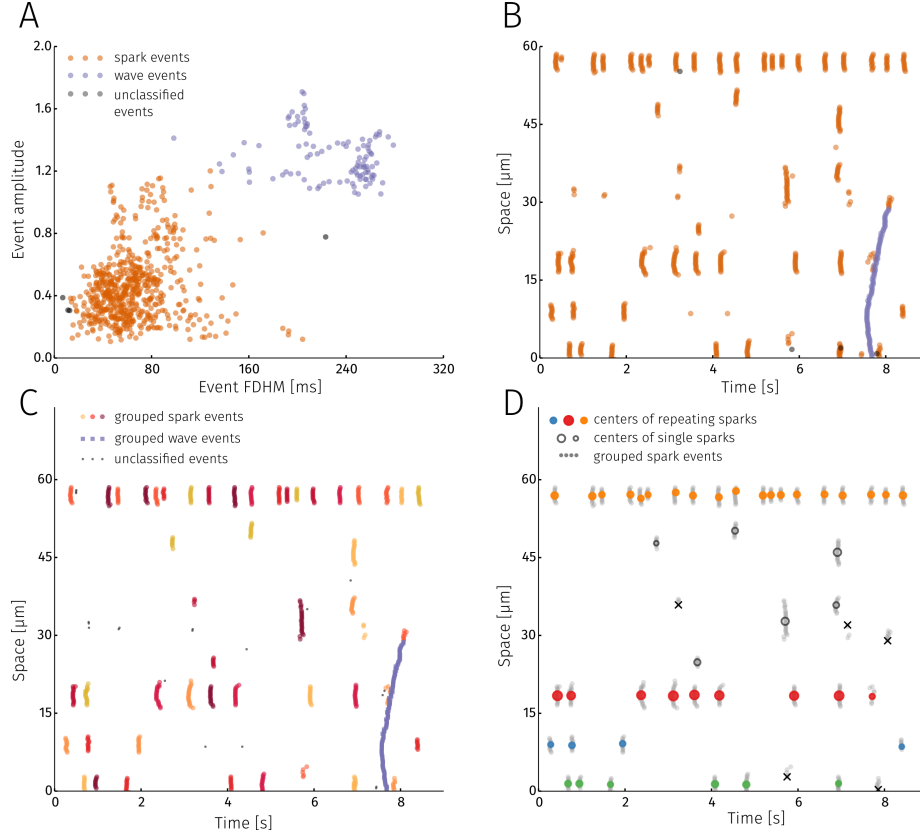 A
2.0
1.6
1.2
0.8
0.4
0.0
Event amplitude
spark events
wave events
unclassified
events
0
80
160
240
320
Event FDHM [ms]
B
60
45
30
15
0
Space [µm]
0
2
4
6
8
Time [s]
C
grouped spark events
grouped wave events
unclassified events
60
45
30
15
0
Space [µm]
0
2
4
6
8
Time [s]
D
centers of repeating sparks
centers of single sparks
grouped spark events
60
45
30
15
0
Space [µm]
0
2
4
6
8
Time [s]